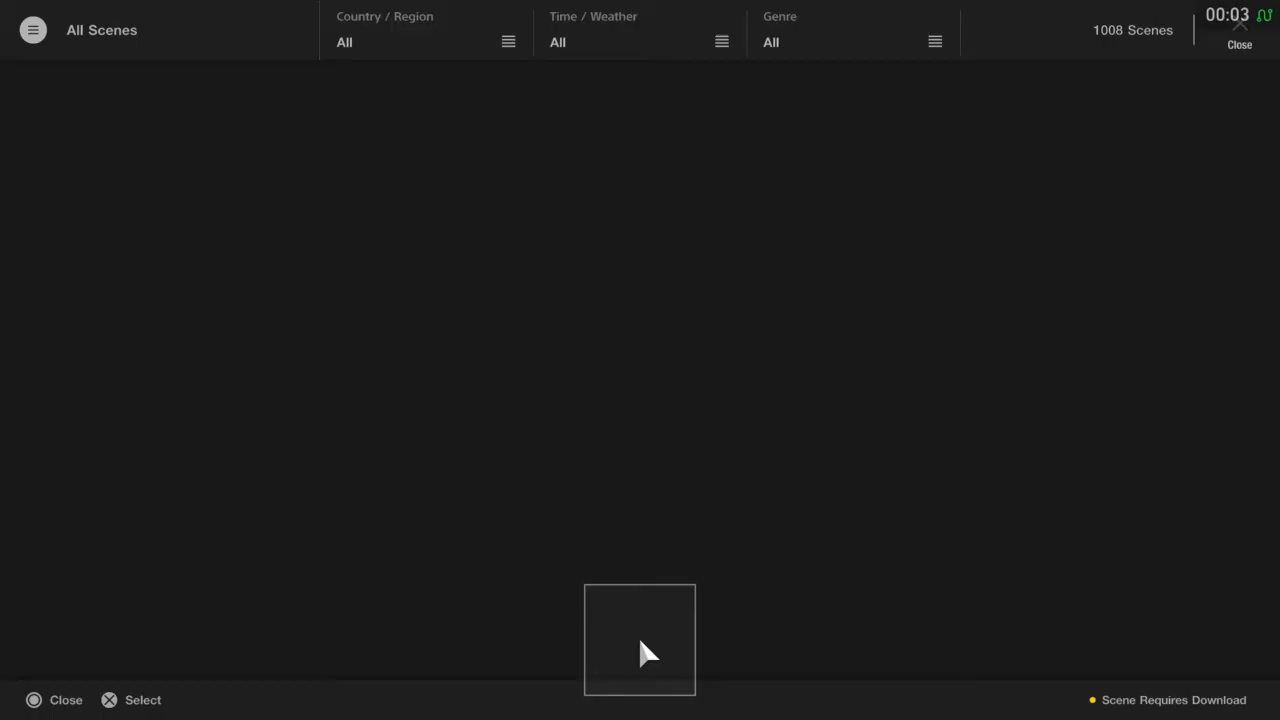 All Scenes
Country / Region
All
Time / Weather
All
Genre
All
1008 Scenes
00:03
Close
Close
Select
Scene Requires Download